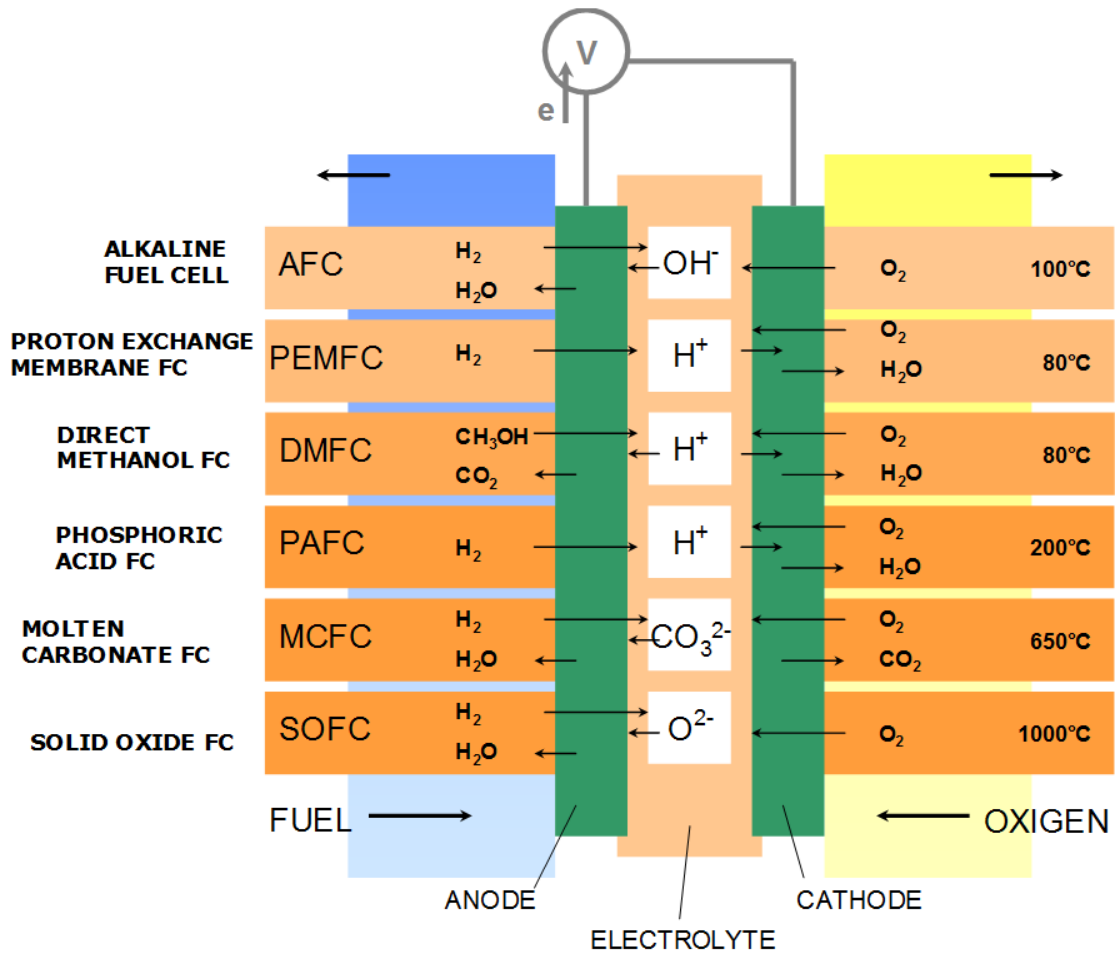 V
e
ALKALINE
FUEL CELL
AFC
H₂
H₂O
OH⁻
O₂
100°C
PROTON EXCHANGE
MEMBRANE FC
PEMFC
H₂
H⁺
O₂
H₂O
80°C
DIRECT
METHANOL FC
DMFC
CH₃OH
CO₂
H⁺
O₂
H₂O
80°C
PHOSPHORIC
ACID FC
PAFC
H₂
H⁺
O₂
H₂O
200°C
MOLTEN
CARBONATE FC
MCFC
H₂
H₂O
CO₃²⁻
O₂
CO₂
650°C
SOLID OXIDE FC
SOFC
H₂
H₂O
O²⁻
O₂
1000°C
FUEL
OXIGEN
ANODE
CATHODE
ELECTROLYTE